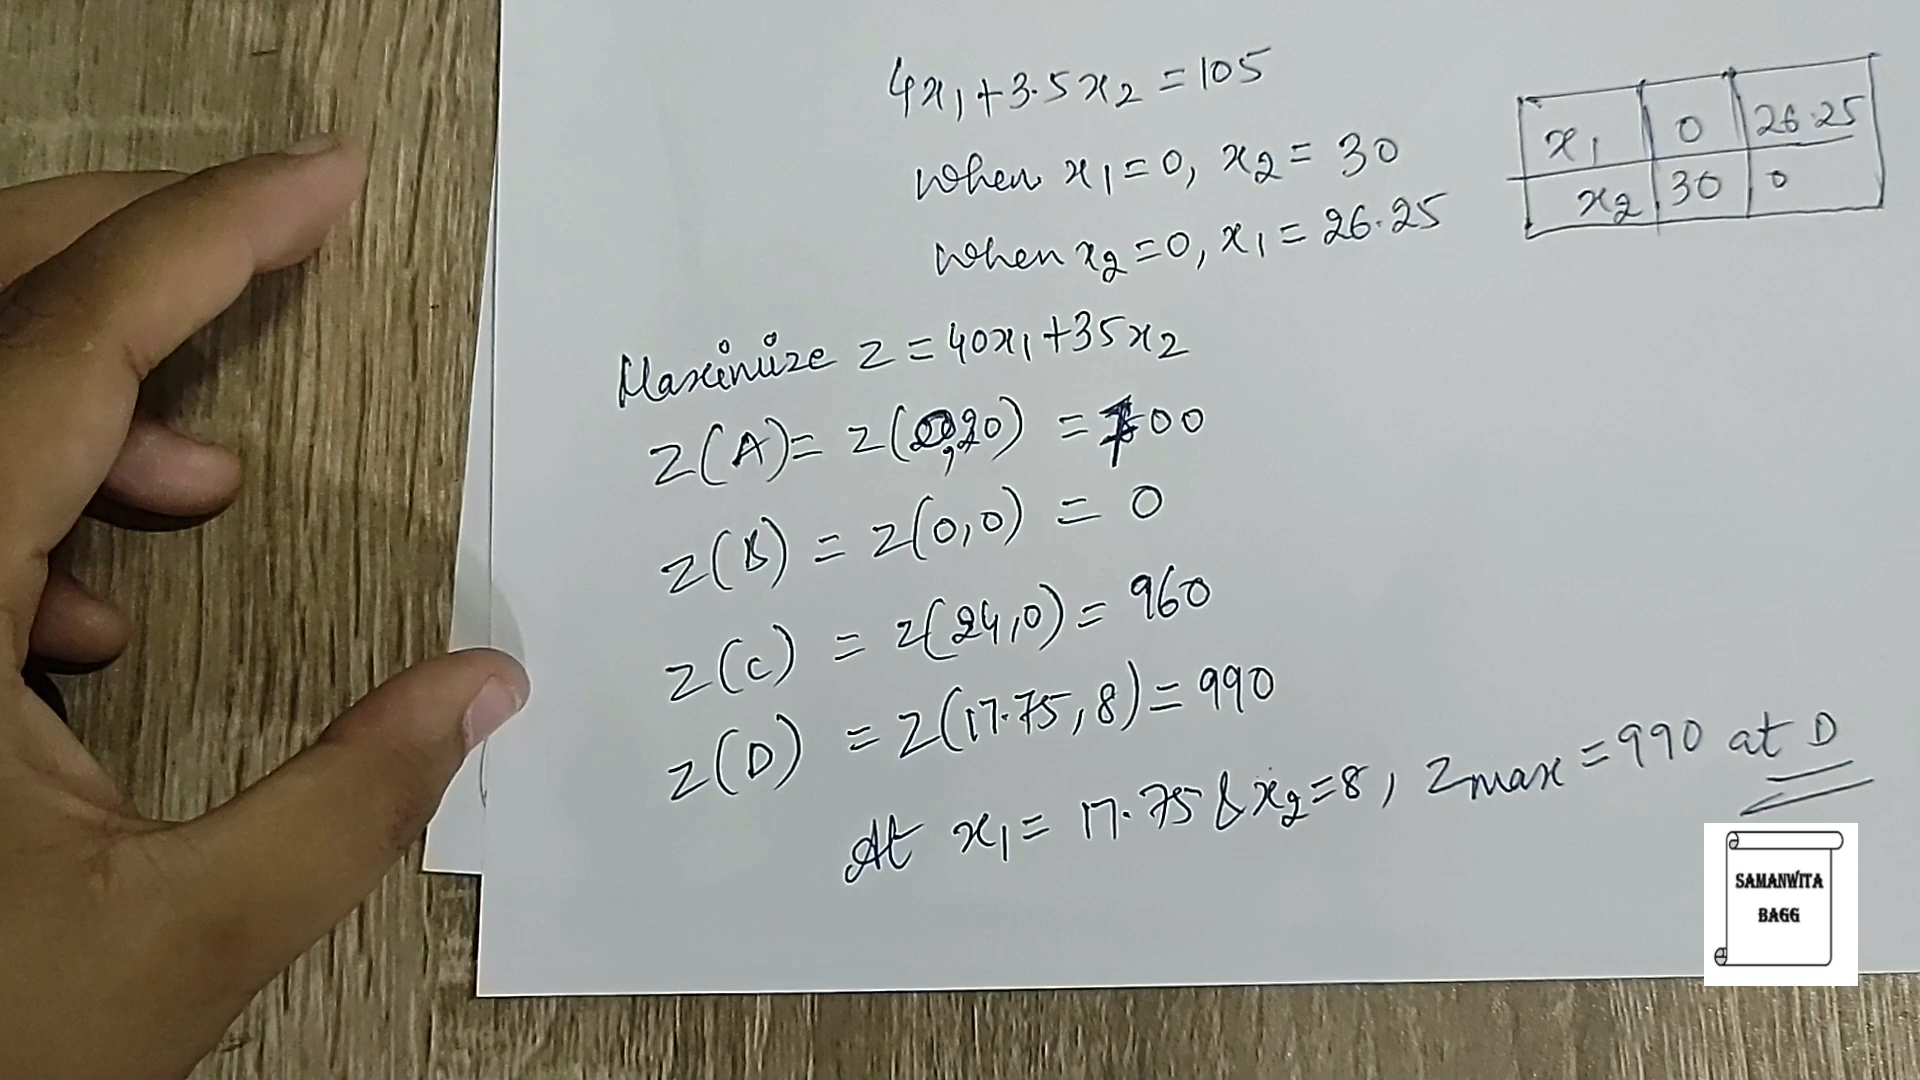 4x₁+3.5x₂=105
when x₁=0, x₂=30
when x₂=0, x₁=26.25
x₁ 0 26.25
x₂ 30 0
Maximize z=40x₁+35x₂
z(A)=z(0,20)=700
z(B)=z(0,0)=0
z(C)=z(24,0)=960
z(D)=z(17.75,8)=990
At x₁=17.75 & x₂=8, zmax=990 at D
SAMANWITA
BAGG